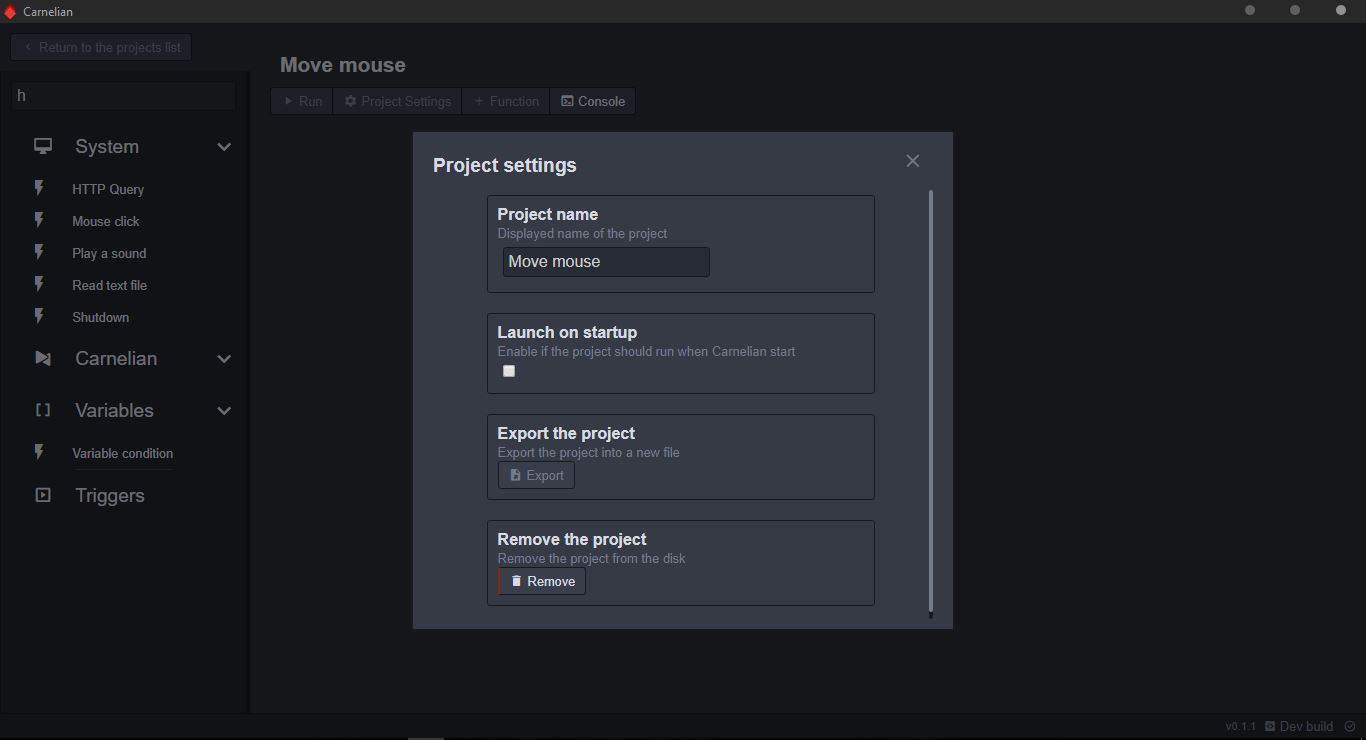 Carnelian
Return to the projects list
Move mouse
h
Run
Project Settings
Function
Console
System
HTTP Query
Mouse click
Play a sound
Read text file
Shutdown
Carnelian
Variables
Variable condition
Triggers
Project settings
Project name
Displayed name of the project
Move mouse
Launch on startup
Enable if the project should run when Carnelian start
Export the project
Export the project into a new file
Export
Remove the project
Remove the project from the disk
Remove
v0.1.1
Dev build